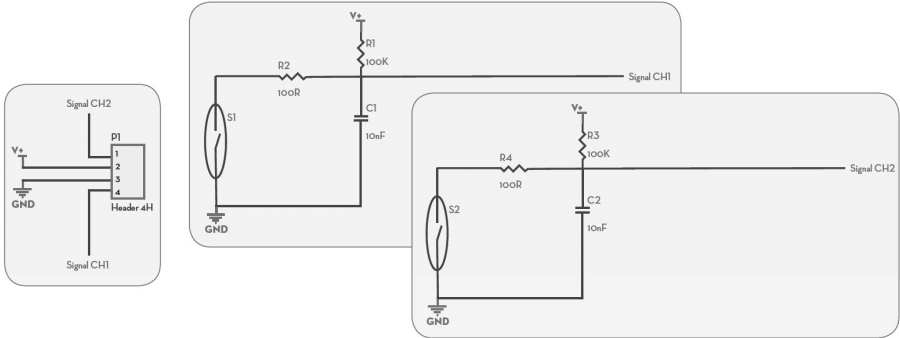 Signal CH2
P1
V+
1
2
3
4
GND
Header 4H
Signal CH1
V+
R1
100K
R2
100R
Signal CH1
C1
10nF
S1
GND
V+
R3
100K
R4
100R
Signal CH2
C2
10nF
S2
GND